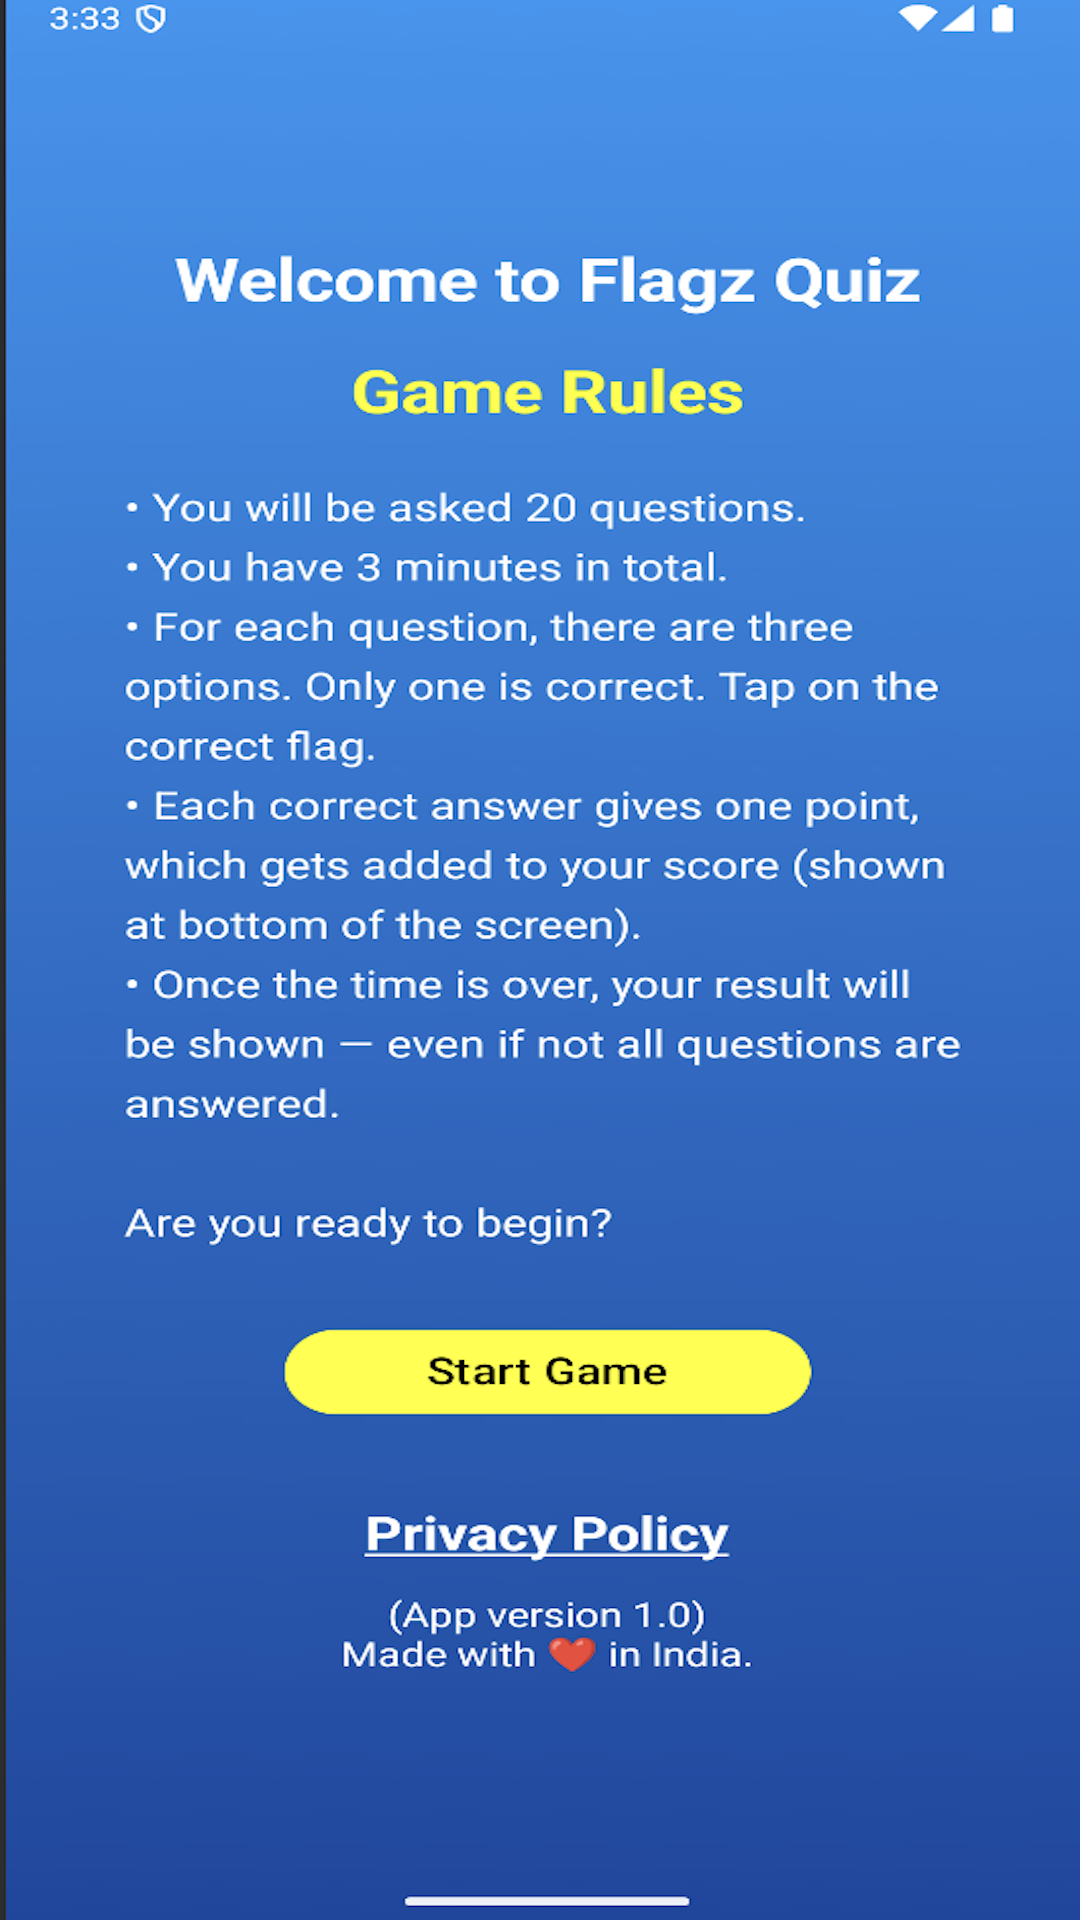 3:33
Welcome to Flagz Quiz
Game Rules
• You will be asked 20 questions.
• You have 3 minutes in total.
• For each question, there are three
options. Only one is correct. Tap on the
correct flag.
• Each correct answer gives one point,
which gets added to your score (shown
at bottom of the screen).
• Once the time is over, your result will
be shown — even if not all questions are
answered.
Are you ready to begin?
Start Game
Privacy Policy
(App version 1.0)
Made with ❤️ in India.